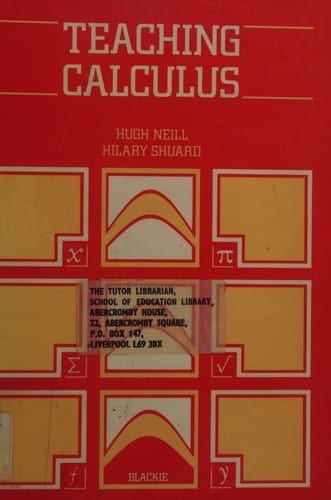 TEACHING
CALCULUS
HUGH NEILL
HILARY SHUARD
x π
THE TUTOR LIBRARIAN,
SCHOOL OF EDUCATION LIBRARY,
ABERCROMBY HOUSE,
22, ABERCROMBY SQUARE,
P.O. BOX 147,
LIVERPOOL L69 3BX
Σ √
f BLACKIE y